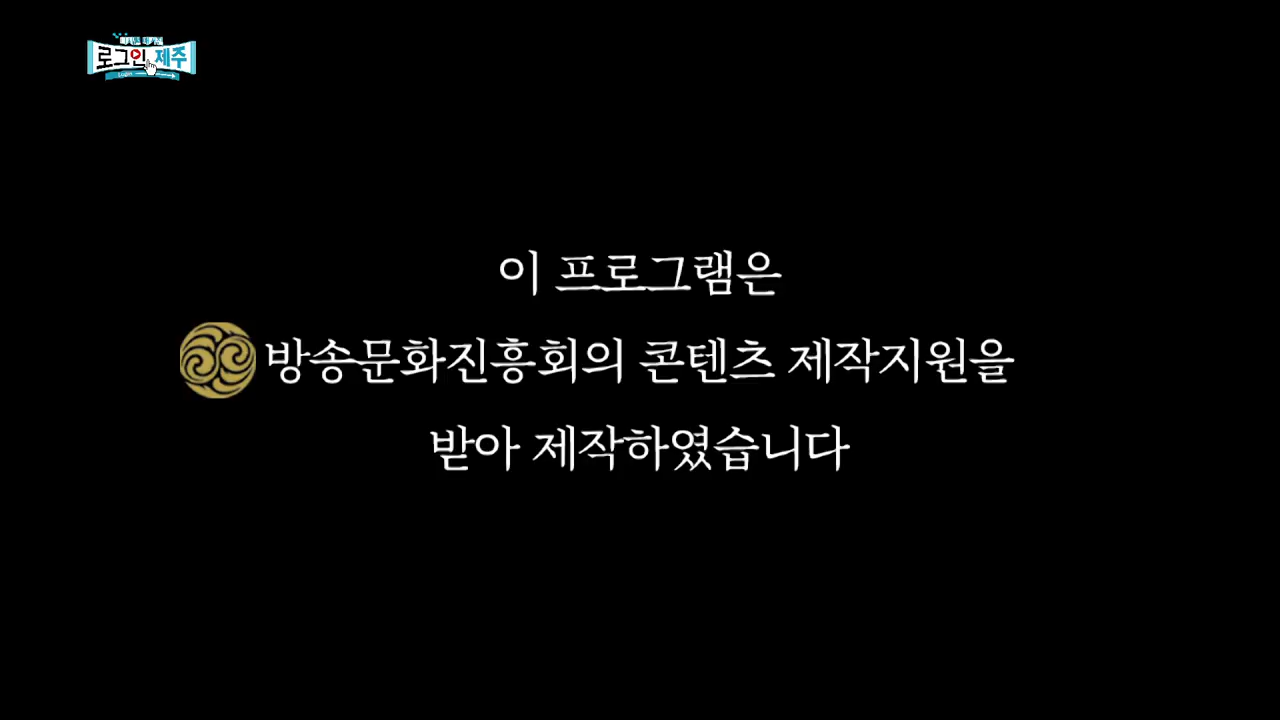 로그인 제주
Login
이 프로그램은
방송문화진흥회의 콘텐츠 제작지원을
받아 제작하였습니다